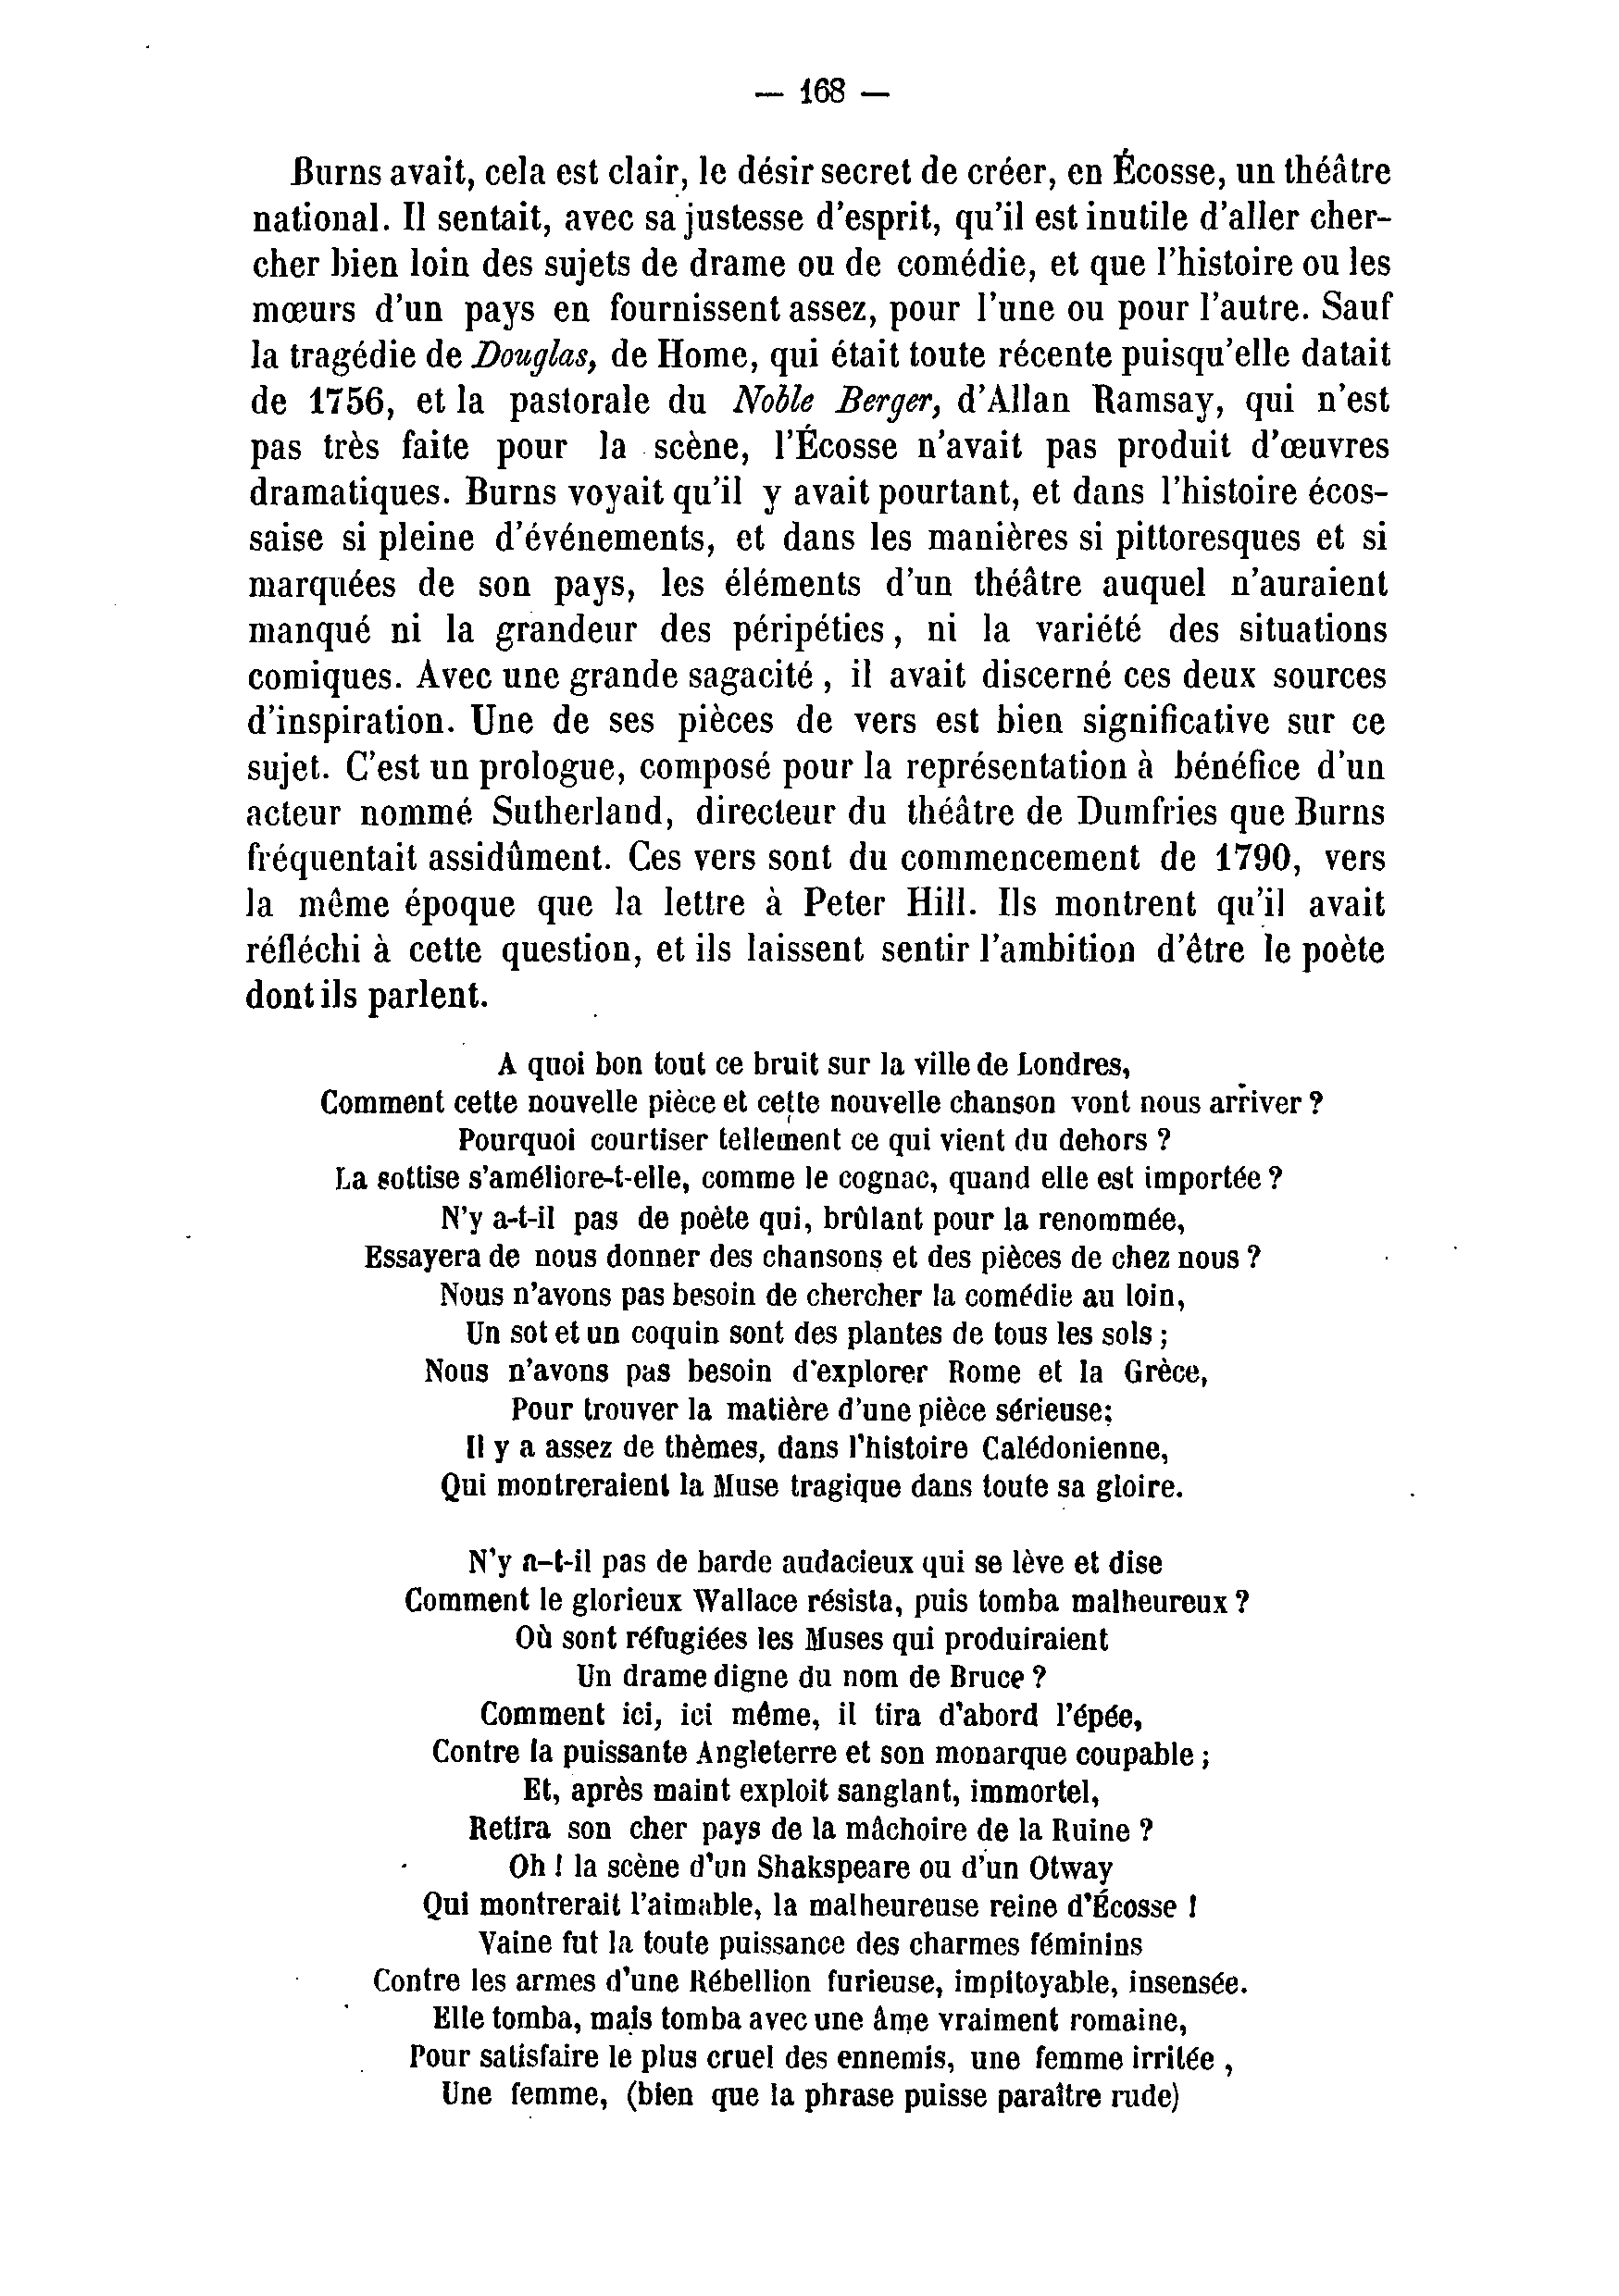 — 168 —
Burns avait, cela est clair, le désir secret de créer, en Écosse, un théâtre
national. Il sentait, avec sa justesse d'esprit, qu'il est inutile d'aller cher-
cher bien loin des sujets de drame ou de comédie, et que l'histoire ou les
mœurs d'un pays en fournissent assez, pour l'une ou pour l'autre. Sauf
la tragédie de Douglas, de Home, qui était toute récente puisqu'elle datait
de 1756, et la pastorale du Noble Berger, d'Allan Ramsay, qui n'est
pas très faite pour la scène, l'Écosse n'avait pas produit d'œuvres
dramatiques. Burns voyait qu'il y avait pourtant, et dans l'histoire écos-
saise si pleine d'événements, et dans les manières si pittoresques et si
marquées de son pays, les éléments d'un théâtre auquel n'auraient
manqué ni la grandeur des péripéties, ni la variété des situations
comiques. Avec une grande sagacité, il avait discerné ces deux sources
d'inspiration. Une de ses pièces de vers est bien significative sur ce
sujet. C'est un prologue, composé pour la représentation à bénéfice d'un
acteur nommé Sutherland, directeur du théâtre de Dumfries que Burns
fréquentait assidûment. Ces vers sont du commencement de 1790, vers
la même époque que la lettre à Peter Hill. Ils montrent qu'il avait
réfléchi à cette question, et ils laissent sentir l'ambition d'être le poète
dont ils parlent.
A quoi bon tout ce bruit sur la ville de Londres,
Comment cette nouvelle pièce et cette nouvelle chanson vont nous arriver ?
Pourquoi courtiser tellement ce qui vient du dehors ?
La sottise s'améliore-t-elle, comme le cognac, quand elle est importée ?
N'y a-t-il pas de poète qui, brûlant pour la renommée,
Essayera de nous donner des chansons et des pièces de chez nous ?
Nous n'avons pas besoin de chercher la comédie au loin,
Un sot et un coquin sont des plantes de tous les sols ;
Nous n'avons pas besoin d'explorer Rome et la Grèce,
Pour trouver la matière d'une pièce sérieuse;
Il y a assez de thèmes, dans l'histoire Calédonienne,
Qui montreraient la Muse tragique dans toute sa gloire.
N'y a-t-il pas de barde audacieux qui se lève et dise
Comment le glorieux Wallace résista, puis tomba malheureux ?
Où sont réfugiées les Muses qui produiraient
Un drame digne du nom de Bruce ?
Comment ici, ici même, il tira d'abord l'épée,
Contre la puissante Angleterre et son monarque coupable ;
Et, après maint exploit sanglant, immortel,
Retira son cher pays de la mâchoire de la Ruine ?
Oh ! la scène d'un Shakspeare ou d'un Otway
Qui montrerait l'aimable, la malheureuse reine d'Écosse !
Vaine fut la toute puissance des charmes féminins
Contre les armes d'une Rébellion furieuse, impitoyable, insensée.
Elle tomba, mais tomba avec une âme vraiment romaine,
Pour satisfaire le plus cruel des ennemis, une femme irritée,
Une femme, (bien que la phrase puisse paraître rude)